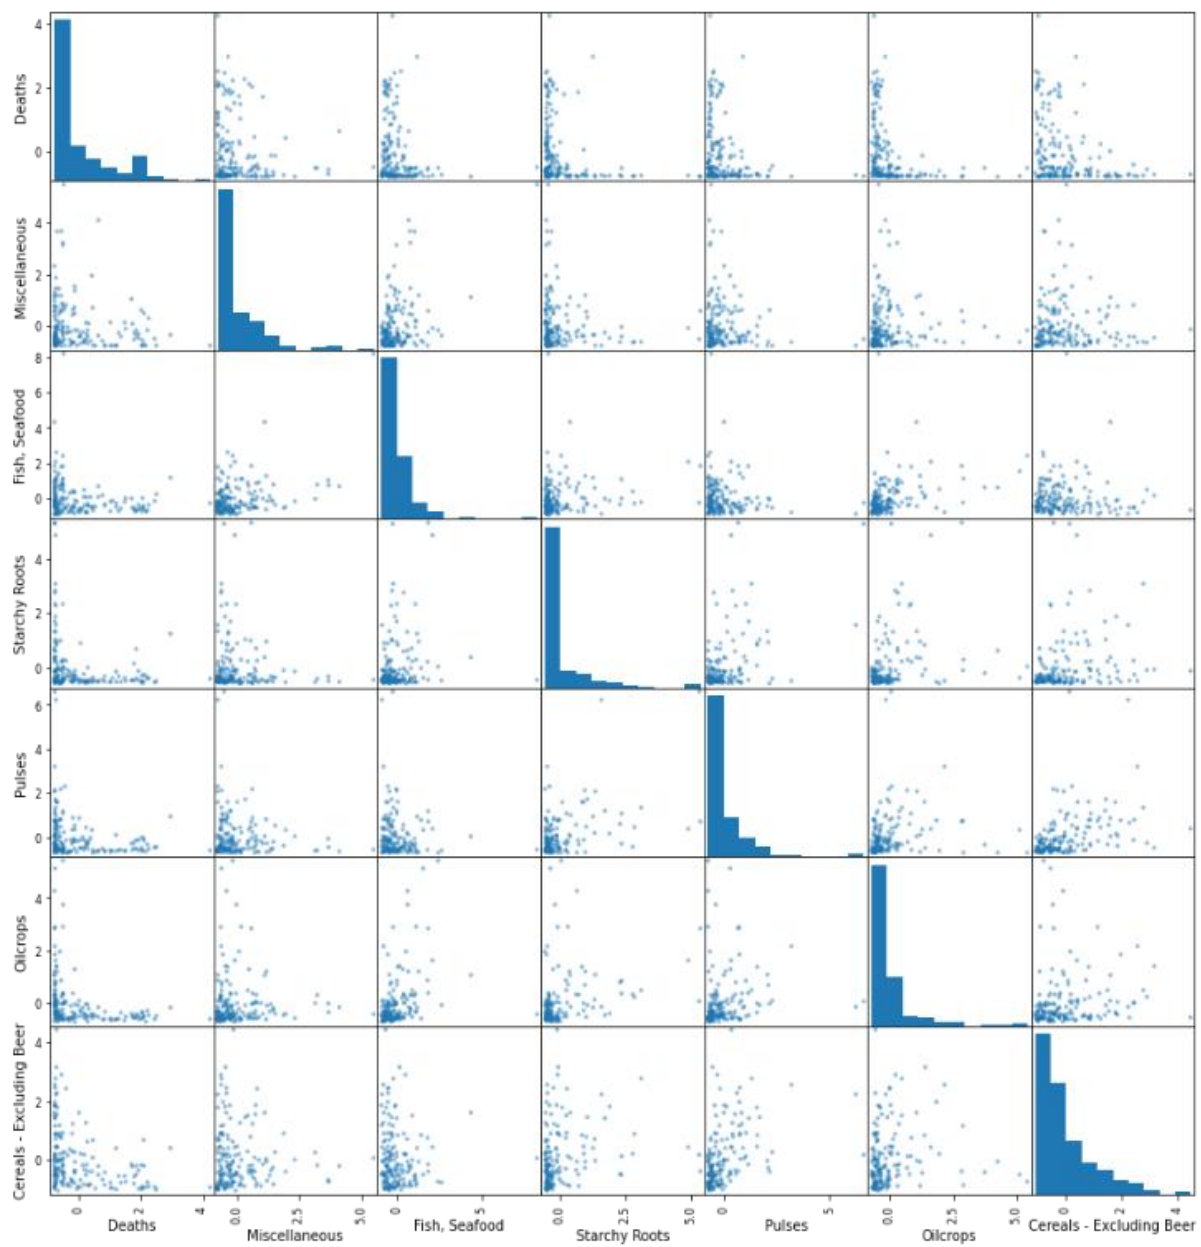 Deaths
4
2
0
Miscellaneous
4
2
0
Fish, Seafood
8
6
4
2
0
Starchy Roots
4
2
0
Pulses
6
4
2
0
Oilcrops
4
2
0
Cereals - Excluding Beer
4
2
0
0 2 4 0.0 2.5 5.0 0 5 0.0 2.5 5.0 0 5 0.0 2.5 5.0 0 2 4
Deaths Miscellaneous Fish, Seafood Starchy Roots Pulses Oilcrops Cereals - Excluding Beer